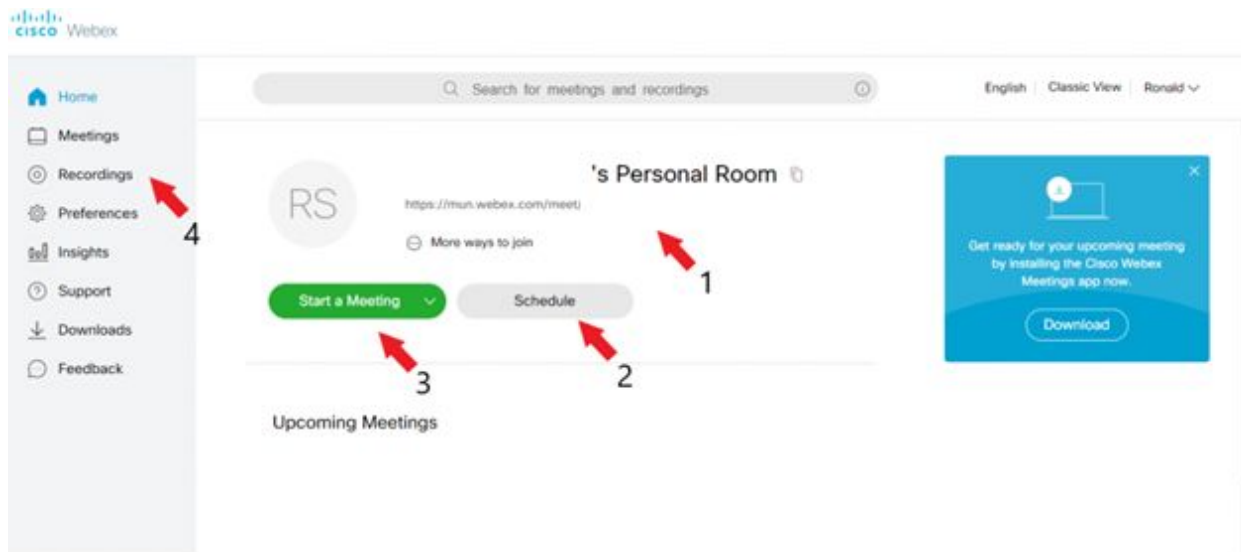 cisco Webex
Home
Meetings
Recordings
Preferences
Insights
Support
Downloads
Feedback
4
Search for meetings and recordings
English | Classic View | Ronald
RS
's Personal Room
https://mun.webex.com/meet/
More ways to join
1
Start a Meeting
Schedule
3
2
Upcoming Meetings
Get ready for your upcoming meeting
by installing the Cisco Webex
Meetings app now.
Download